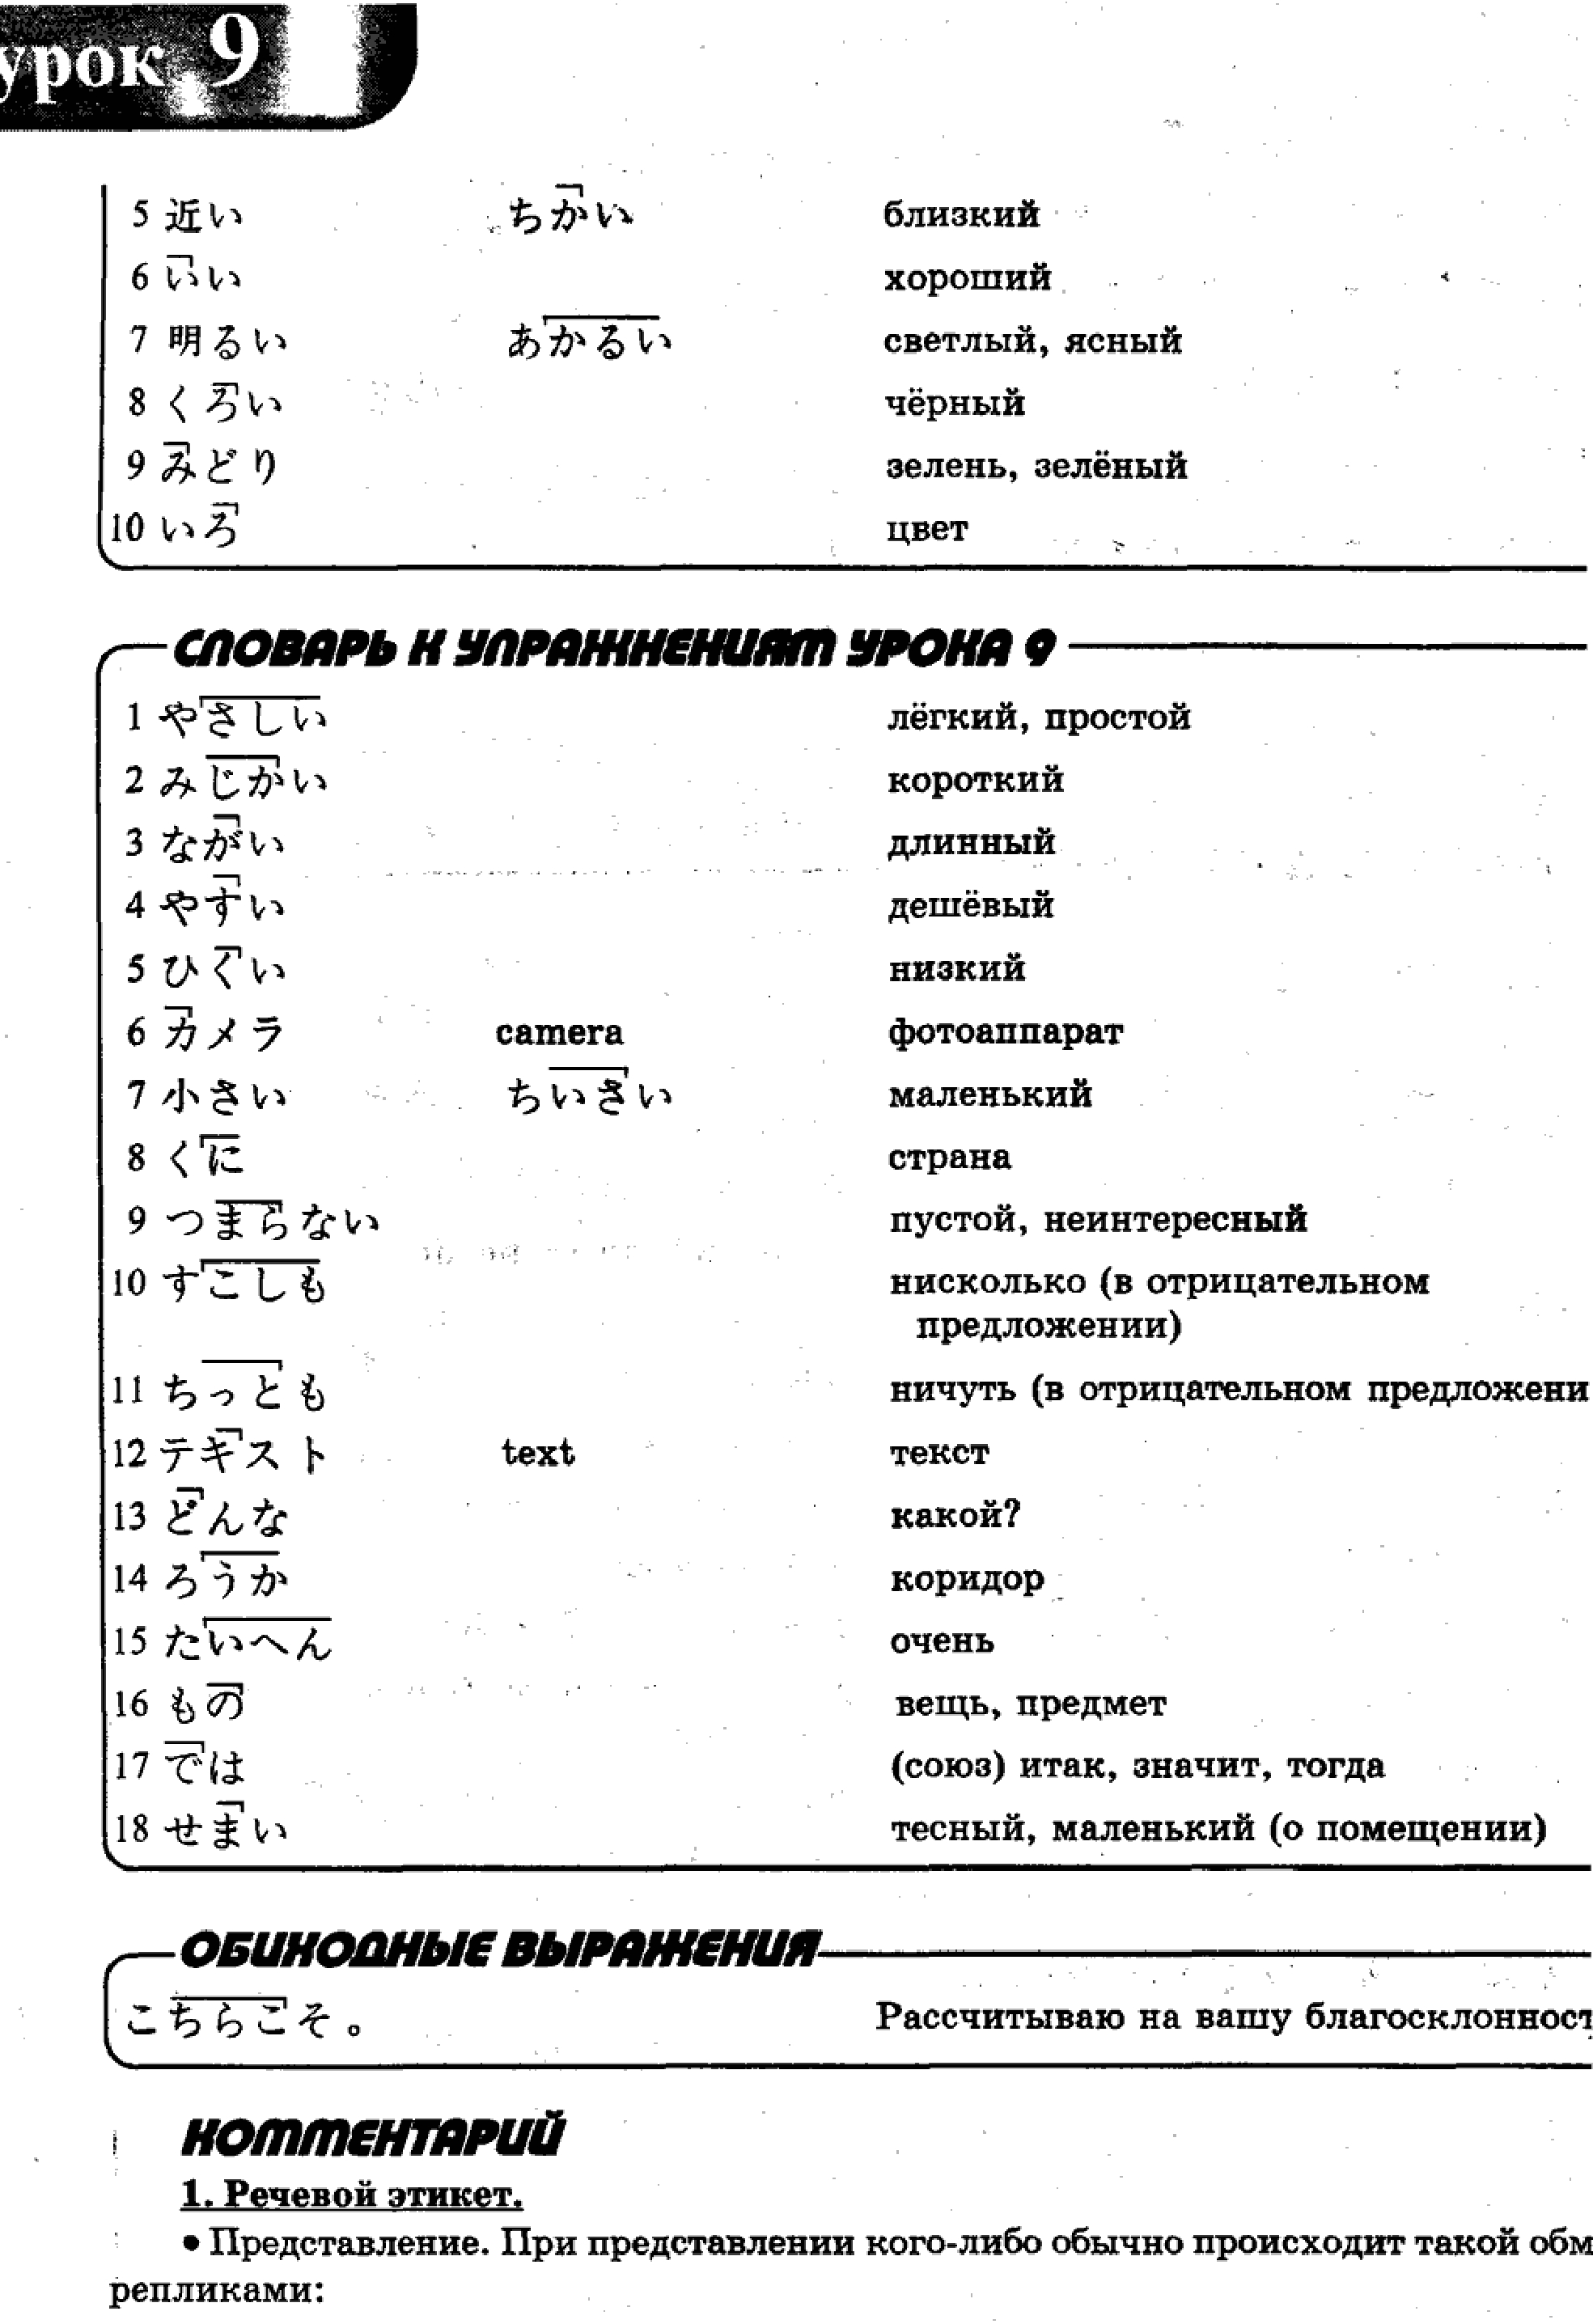 урок 9
5 近い ちかい близкий
6 いい хороший
7 明るい あかるい светлый, ясный
8 くろい чёрный
9 みどり зелень, зелёный
10 いろ цвет
СЛОВАРЬ К УПРАЖНЕНИЯМ УРОКА 9
1 やさしい лёгкий, простой
2 みじかい короткий
3 ながい длинный
4 やすい дешёвый
5 ひくい низкий
6 カメラ camera фотоаппарат
7 小さい ちいさい маленький
8 くに страна
9 つまらない пустой, неинтересный
10 すこしも нисколько (в отрицательном
предложении)
11 ちっとも ничуть (в отрицательном предложени
12 テキスト text текст
13 どんな какой?
14 ろうか коридор
15 たいへん очень
16 もの вещь, предмет
17 では (союз) итак, значит, тогда
18 せまい тесный, маленький (о помещении)
ОБИХОДНЫЕ ВЫРАЖЕНИЯ
こちらこそ。 Рассчитываю на вашу благосклонност
КОММЕНТАРИЙ
1. Речевой этикет.
• Представление. При представлении кого-либо обычно происходит такой обм
репликами: